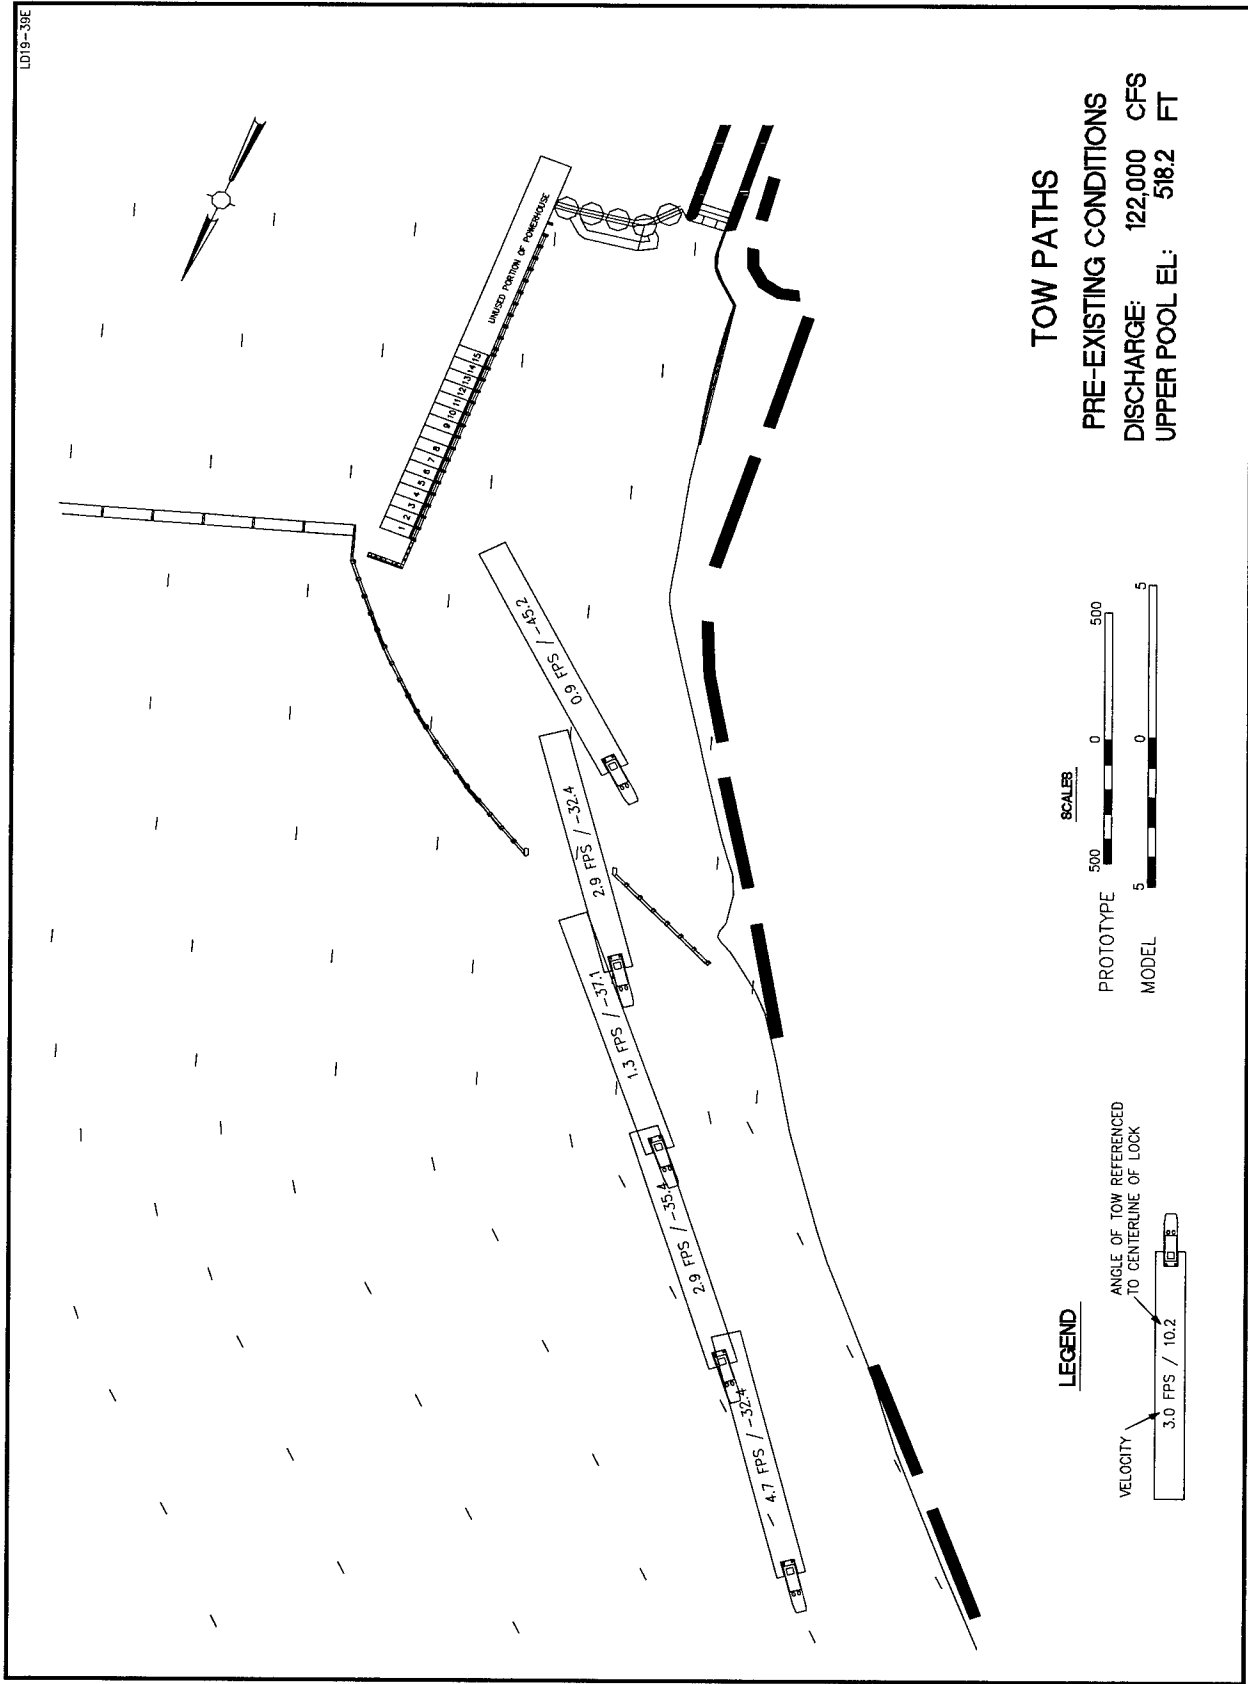 LD19-39E
TOW PATHS
PRE-EXISTING CONDITIONS
DISCHARGE: 122,000 CFS
UPPER POOL EL: 518.2 FT
UNUSED PORTION OF POWERHOUSE
1 2 3 4 5 6 7 8 9 10 11 12 13 14 15
0.9 FPS / -45.2
2.9 FPS / -32.4
1.3 FPS / -37.1
2.9 FPS / -35.4
4.7 FPS / -32.4
SCALES
PROTOTYPE 500 0 500
MODEL 5 0 5
LEGEND
VELOCITY
ANGLE OF TOW REFERENCED
TO CENTERLINE OF LOCK
3.0 FPS / 10.2